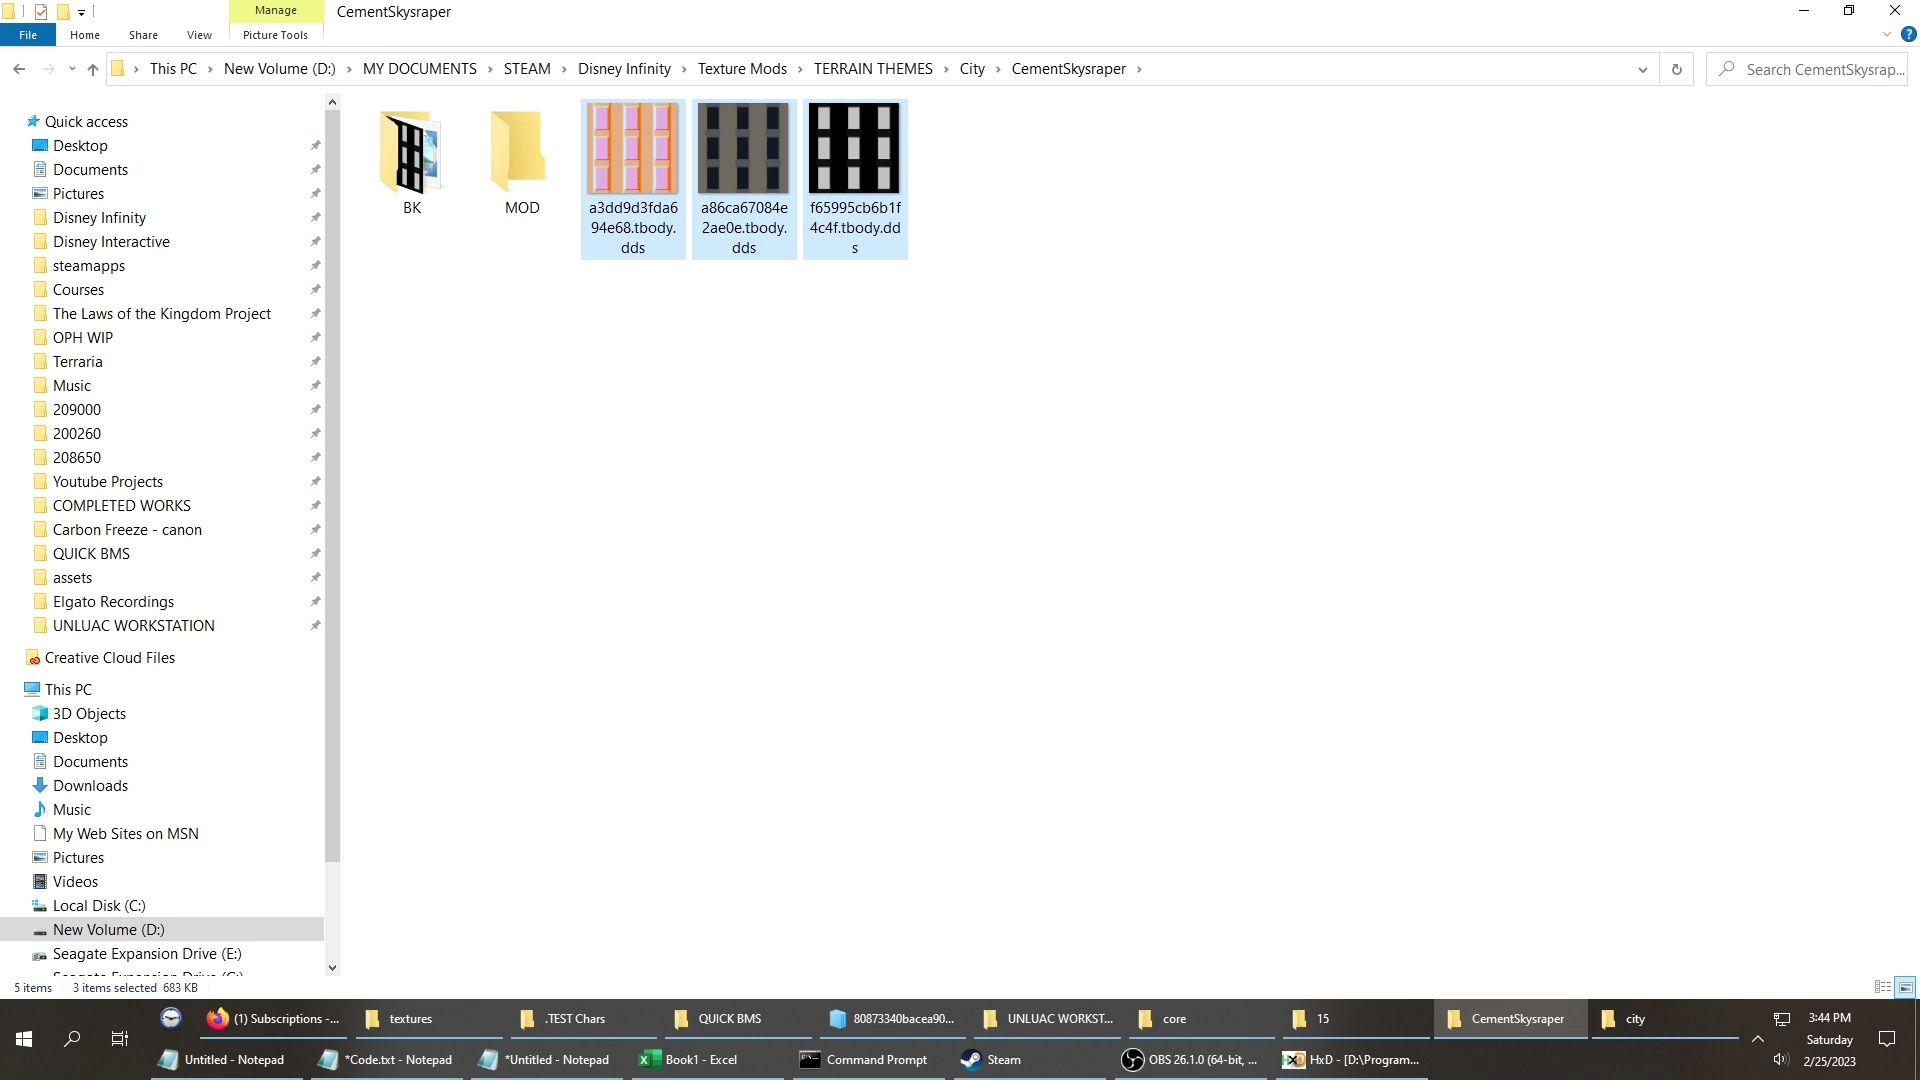 Manage
CementSkysraper
File
Home
Share
View
Picture Tools
This PC
New Volume (D:)
MY DOCUMENTS
STEAM
Disney Infinity
Texture Mods
TERRAIN THEMES
City
CementSkysraper
Search CementSkysrap...
Quick access
Desktop
Documents
Pictures
Disney Infinity
Disney Interactive
steamapps
Courses
The Laws of the Kingdom Project
OPH WIP
Terraria
Music
209000
200260
208650
Youtube Projects
COMPLETED WORKS
Carbon Freeze - canon
QUICK BMS
assets
Elgato Recordings
UNLUAC WORKSTATION
Creative Cloud Files
This PC
3D Objects
Desktop
Documents
Downloads
Music
My Web Sites on MSN
Pictures
Videos
Local Disk (C:)
New Volume (D:)
Seagate Expansion Drive (E:)
BK
MOD
a3dd9d3fda6
94e68.tbody.
dds
a86ca67084e
2ae0e.tbody.
dds
f65995cb6b1f
4c4f.tbody.dd
s
5 items
3 items selected 683 KB
(1) Subscriptions -...
textures
.TEST Chars
QUICK BMS
80873340bacea90...
UNLUAC WORKST...
core
15
CementSkysraper
city
Untitled - Notepad
*Code.txt - Notepad
*Untitled - Notepad
Book1 - Excel
Command Prompt
Steam
OBS 26.1.0 (64-bit, ...
HxD - [D:\Program...
3:44 PM
Saturday
2/25/2023